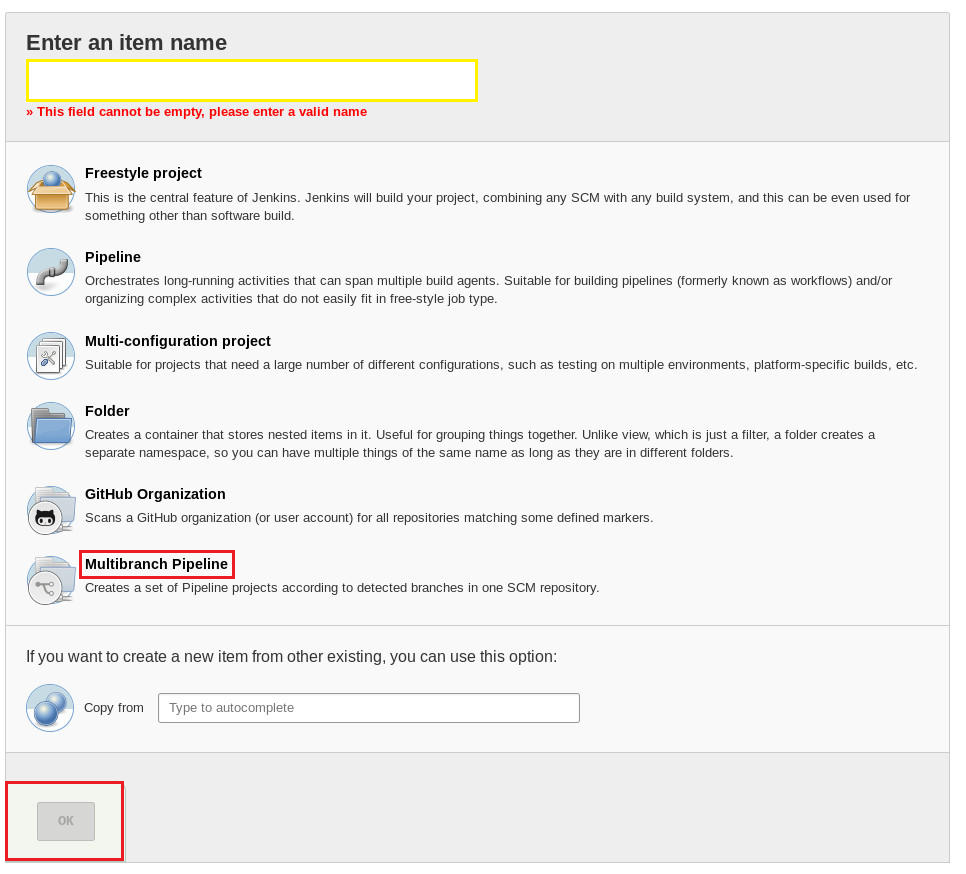 Enter an item name
» This field cannot be empty, please enter a valid name
Freestyle project
This is the central feature of Jenkins. Jenkins will build your project, combining any SCM with any build system, and this can be even used for
something other than software build.
Pipeline
Orchestrates long-running activities that can span multiple build agents. Suitable for building pipelines (formerly known as workflows) and/or
organizing complex activities that do not easily fit in free-style job type.
Multi-configuration project
Suitable for projects that need a large number of different configurations, such as testing on multiple environments, platform-specific builds, etc.
Folder
Creates a container that stores nested items in it. Useful for grouping things together. Unlike view, which is just a filter, a folder creates a
separate namespace, so you can have multiple things of the same name as long as they are in different folders.
GitHub Organization
Scans a GitHub organization (or user account) for all repositories matching some defined markers.
Multibranch Pipeline
Creates a set of Pipeline projects according to detected branches in one SCM repository.
If you want to create a new item from other existing, you can use this option:
Copy from
Type to autocomplete
OK